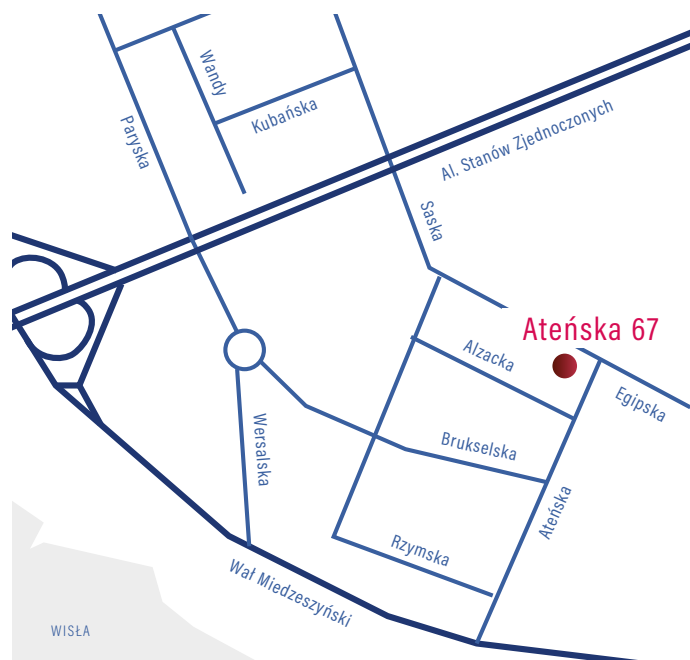 Wandy
Kubańska
Paryska
Al. Stanów Zjednoczonych
Saska
Ateńska 67
Alzacka
Egipska
Wersalska
Brukselska
Ateńska
Rzymska
Wał Miedzeszyński
WISŁA